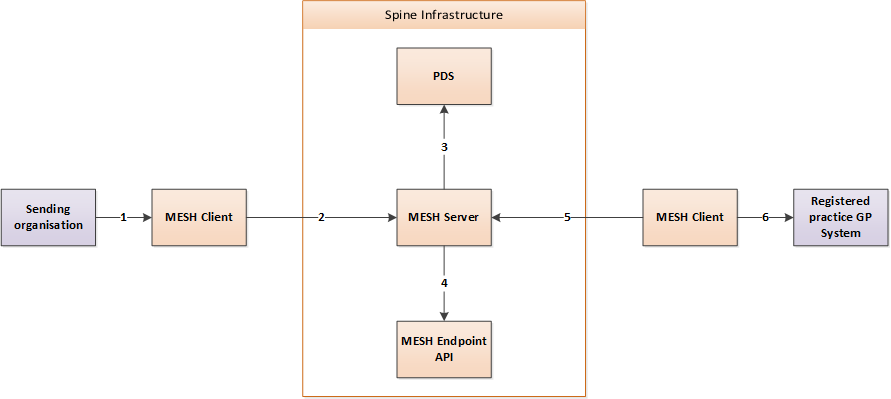 Spine Infrastructure
PDS
3
Sending
organisation
1
MESH Client
2
MESH Server
5
MESH Client
6
Registered
practice GP
System
4
MESH Endpoint
API